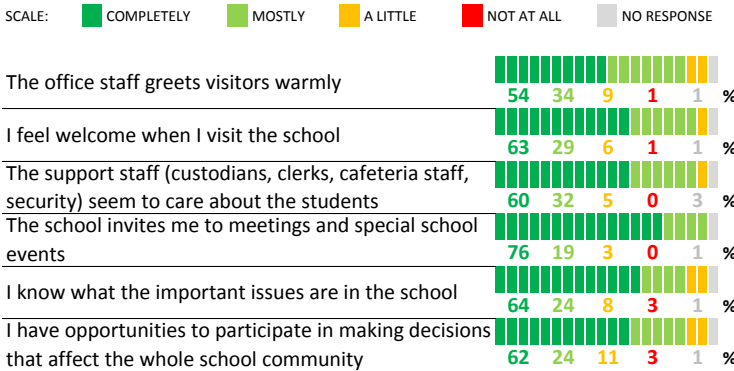 SCALE: COMPLETELY MOSTLY A LITTLE NOT AT ALL NO RESPONSE
The office staff greets visitors warmly
54 34 9 1 1 %
I feel welcome when I visit the school
63 29 6 1 1 %
The support staff (custodians, clerks, cafeteria staff,
security) seem to care about the students
60 32 5 0 3 %
The school invites me to meetings and special school
events
76 19 3 0 1 %
I know what the important issues are in the school
64 24 8 3 1 %
I have opportunities to participate in making decisions
that affect the whole school community
62 24 11 3 1 %